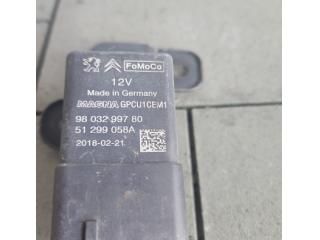 FoMoCo
12V
Made in Germany
MAGNA GPCU1CEM1
98 032 997 80
51 299 058A
2018-02-21